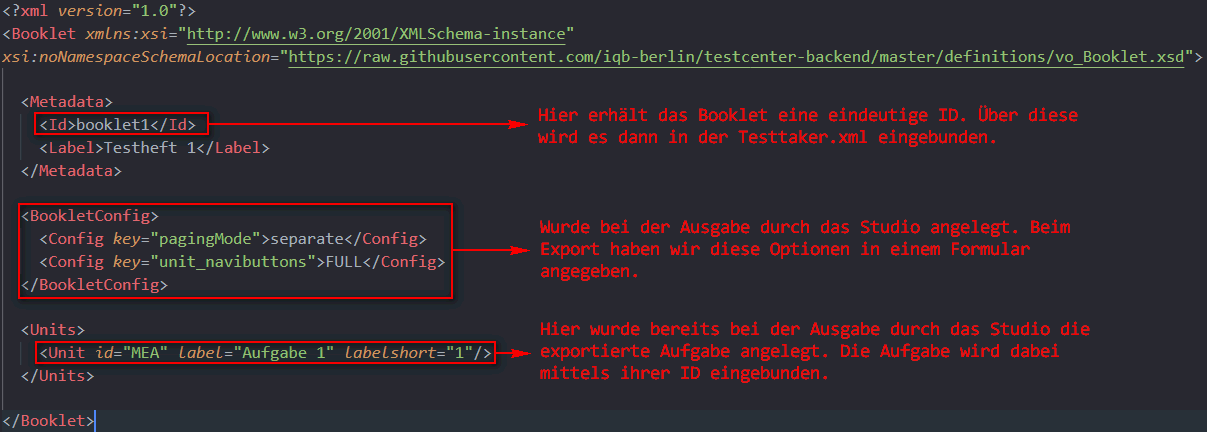 <?xml version="1.0"?>
<Booklet xmlns:xsi="http://www.w3.org/2001/XMLSchema-instance"
xsi:noNamespaceSchemaLocation="https://raw.githubusercontent.com/iqb-berlin/testcenter-backend/master/definitions/vo_Booklet.xsd">
<Metadata>
<Id>booklet1</Id>
<Label>Testheft 1</Label>
</Metadata>
Hier erhält das Booklet eine eindeutige ID. Über diese
wird es dann in der Testtaker.xml eingebunden.
<BookletConfig>
<Config key="pagingMode">separate</Config>
<Config key="unit_navibuttons">FULL</Config>
</BookletConfig>
Wurde bei der Ausgabe durch das Studio angelegt. Beim
Export haben wir diese Optionen in einem Formular
angegeben.
<Units>
<Unit id="MEA" label="Aufgabe 1" labelshort="1"/>
</Units>
Hier wurde bereits bei der Ausgabe durch das Studio die
exportierte Aufgabe angelegt. Die Aufgabe wird dabei
mittels ihrer ID eingebunden.
</Booklet>